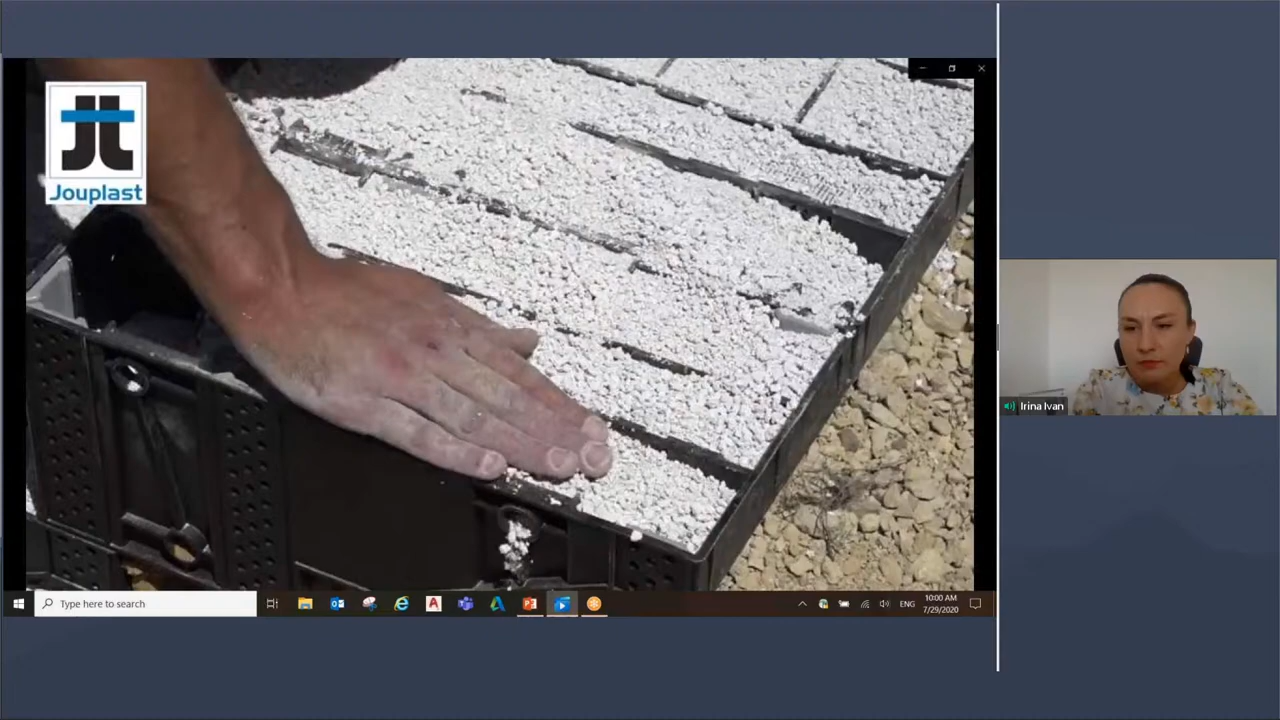 Jouplast
Irina Ivan
Type here to search
ENG
10:00 AM
7/29/2020